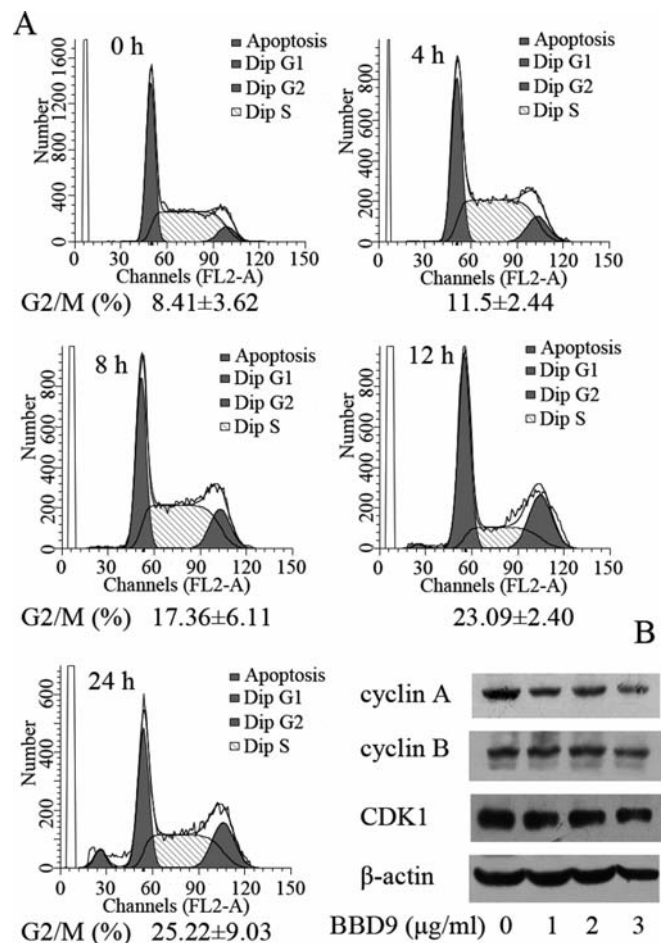 A
0 h
Apoptosis
Dip G1
Dip G2
Dip S
Number
0 400 800 1200 1600
0 30 60 90 120 150
Channels (FL2-A)
G2/M (%) 8.41±3.62
4 h
Apoptosis
Dip G1
Dip G2
Dip S
Number
0 200 400 600 800
0 30 60 90 120 150
Channels (FL2-A)
11.5±2.44
8 h
Apoptosis
Dip G1
Dip G2
Dip S
Number
0 200 400 600 800
0 30 60 90 120 150
Channels (FL2-A)
G2/M (%) 17.36±6.11
12 h
Apoptosis
Dip G1
Dip G2
Dip S
Number
0 200 400 600 800
0 30 60 90 120 150
Channels (FL2-A)
23.09±2.40
24 h
Apoptosis
Dip G1
Dip G2
Dip S
Number
0 200 400 600
0 30 60 90 120 150
Channels (FL2-A)
G2/M (%) 25.22±9.03
B
cyclin A
cyclin B
CDK1
β-actin
BBD9 (μg/ml) 0 1 2 3